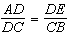 AD/DC = DE/CB